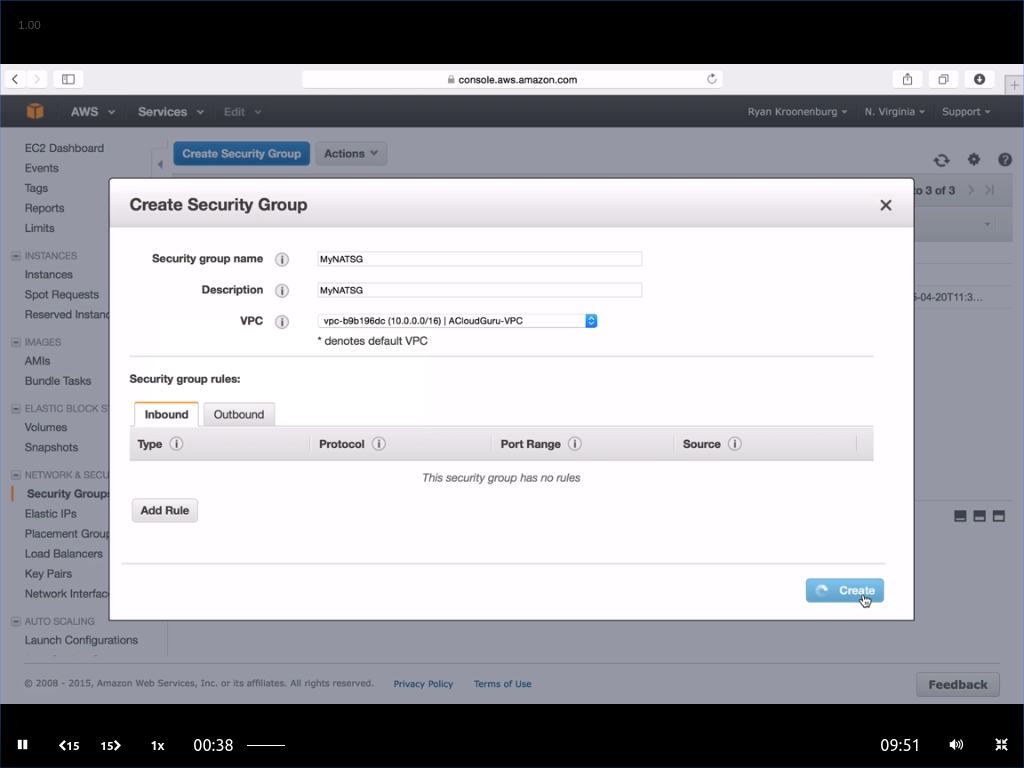 1.00
console.aws.amazon.com
AWS Services Edit Ryan Kroonenburg N. Virginia Support
EC2 Dashboard
Events
Tags
Reports
Limits
INSTANCES
Instances
Spot Requests
Reserved Instanc
IMAGES
AMIs
Bundle Tasks
ELASTIC BLOCK ST
Volumes
Snapshots
NETWORK & SECU
Security Groups
Elastic IPs
Placement Group
Load Balancers
Key Pairs
Network Interfac
AUTO SCALING
Launch Configurations
Create Security Group Actions
to 3 of 3
5-04-20T11:3...
Create Security Group
Security group name MyNATSG
Description MyNATSG
VPC vpc-b9b196dc (10.0.0.0/16) | ACloudGuru-VPC
* denotes default VPC
Security group rules:
Inbound Outbound
Type Protocol Port Range Source
This security group has no rules
Add Rule
Create
© 2008 - 2015, Amazon Web Services, Inc. or its affiliates. All rights reserved. Privacy Policy Terms of Use
Feedback
15 15 1x 00:38 09:51